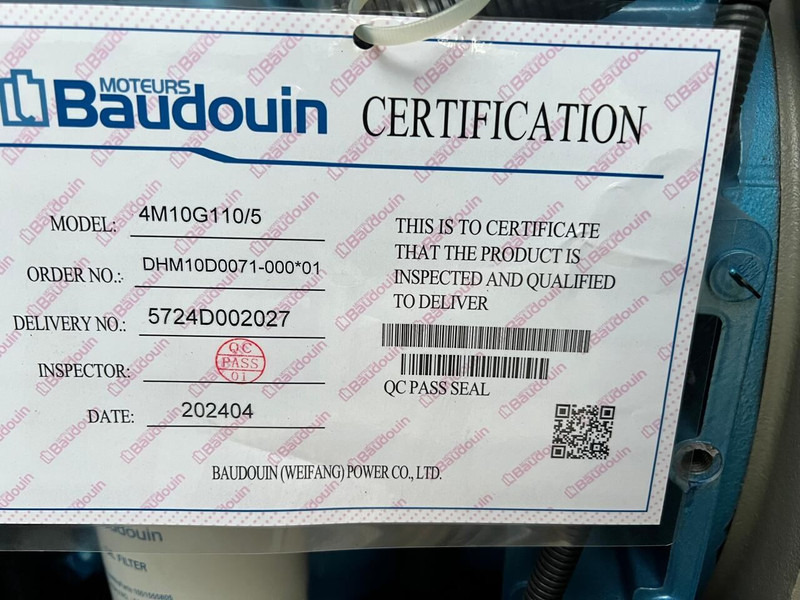 MOTEURS
Baudouin
CERTIFICATION
MODEL: 4M10G110/5
ORDER NO.: DHM10D0071-000*01
DELIVERY NO.: 5724D002027
INSPECTOR: QC PASS 01
DATE: 202404
THIS IS TO CERTIFICATE
THAT THE PRODUCT IS
INSPECTED AND QUALIFIED
TO DELIVER
QC PASS SEAL
BAUDOUIN (WEIFANG) POWER CO., LTD.
FILTER